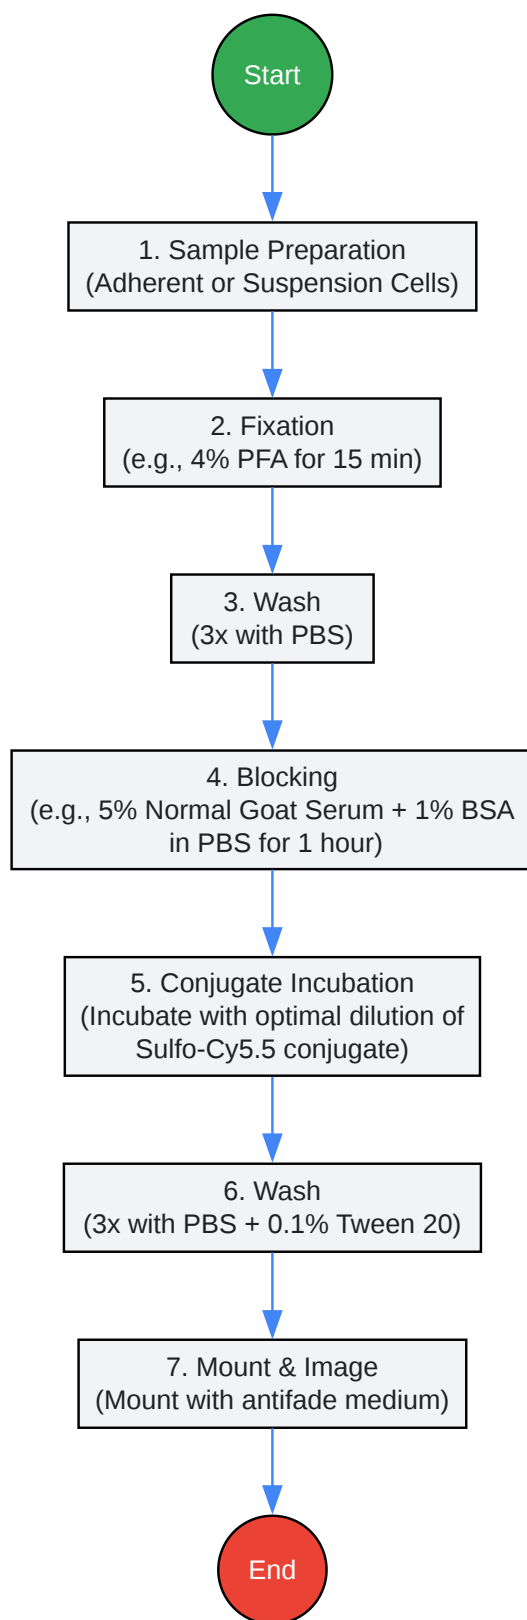 Start
1. Sample Preparation
(Adherent or Suspension Cells)
2. Fixation
(e.g., 4% PFA for 15 min)
3. Wash
(3x with PBS)
4. Blocking
(e.g., 5% Normal Goat Serum + 1% BSA
in PBS for 1 hour)
5. Conjugate Incubation
(Incubate with optimal dilution of
Sulfo-Cy5.5 conjugate)
6. Wash
(3x with PBS + 0.1% Tween 20)
7. Mount & Image
(Mount with antifade medium)
End